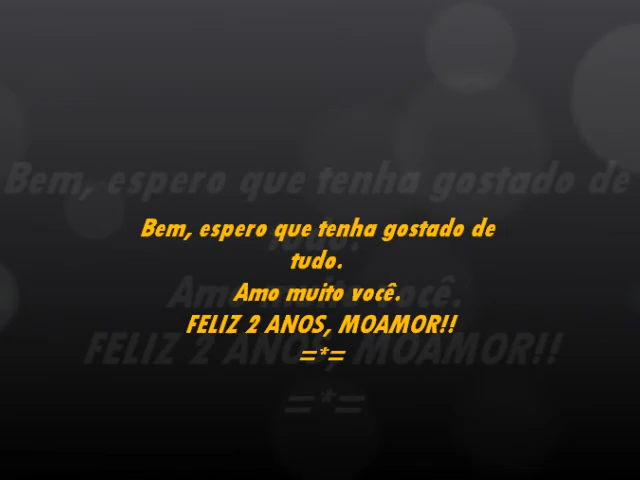 Bem, espero que tenha gostado de
tudo.
Amo muito você.
FELIZ 2 ANOS, MOAMOR!!
=*=